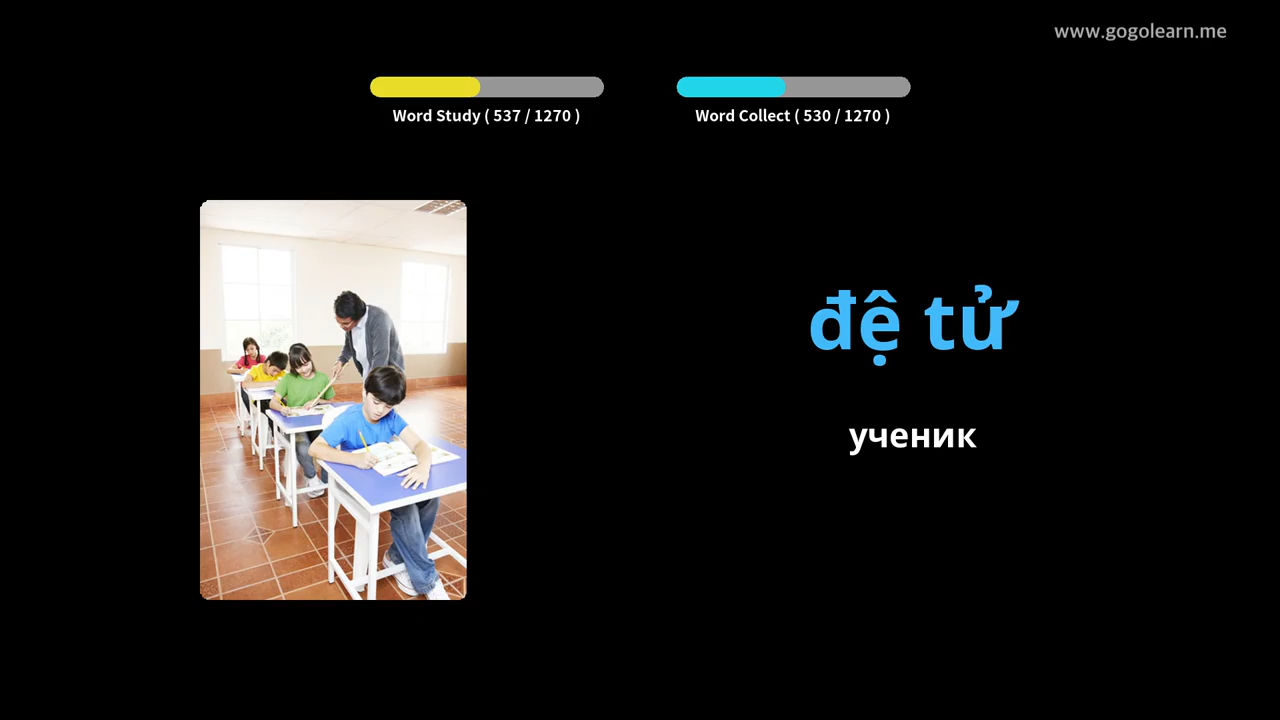 www.gogolearn.me
Word Study ( 537 / 1270 )
Word Collect ( 530 / 1270 )
đệ tử
ученик